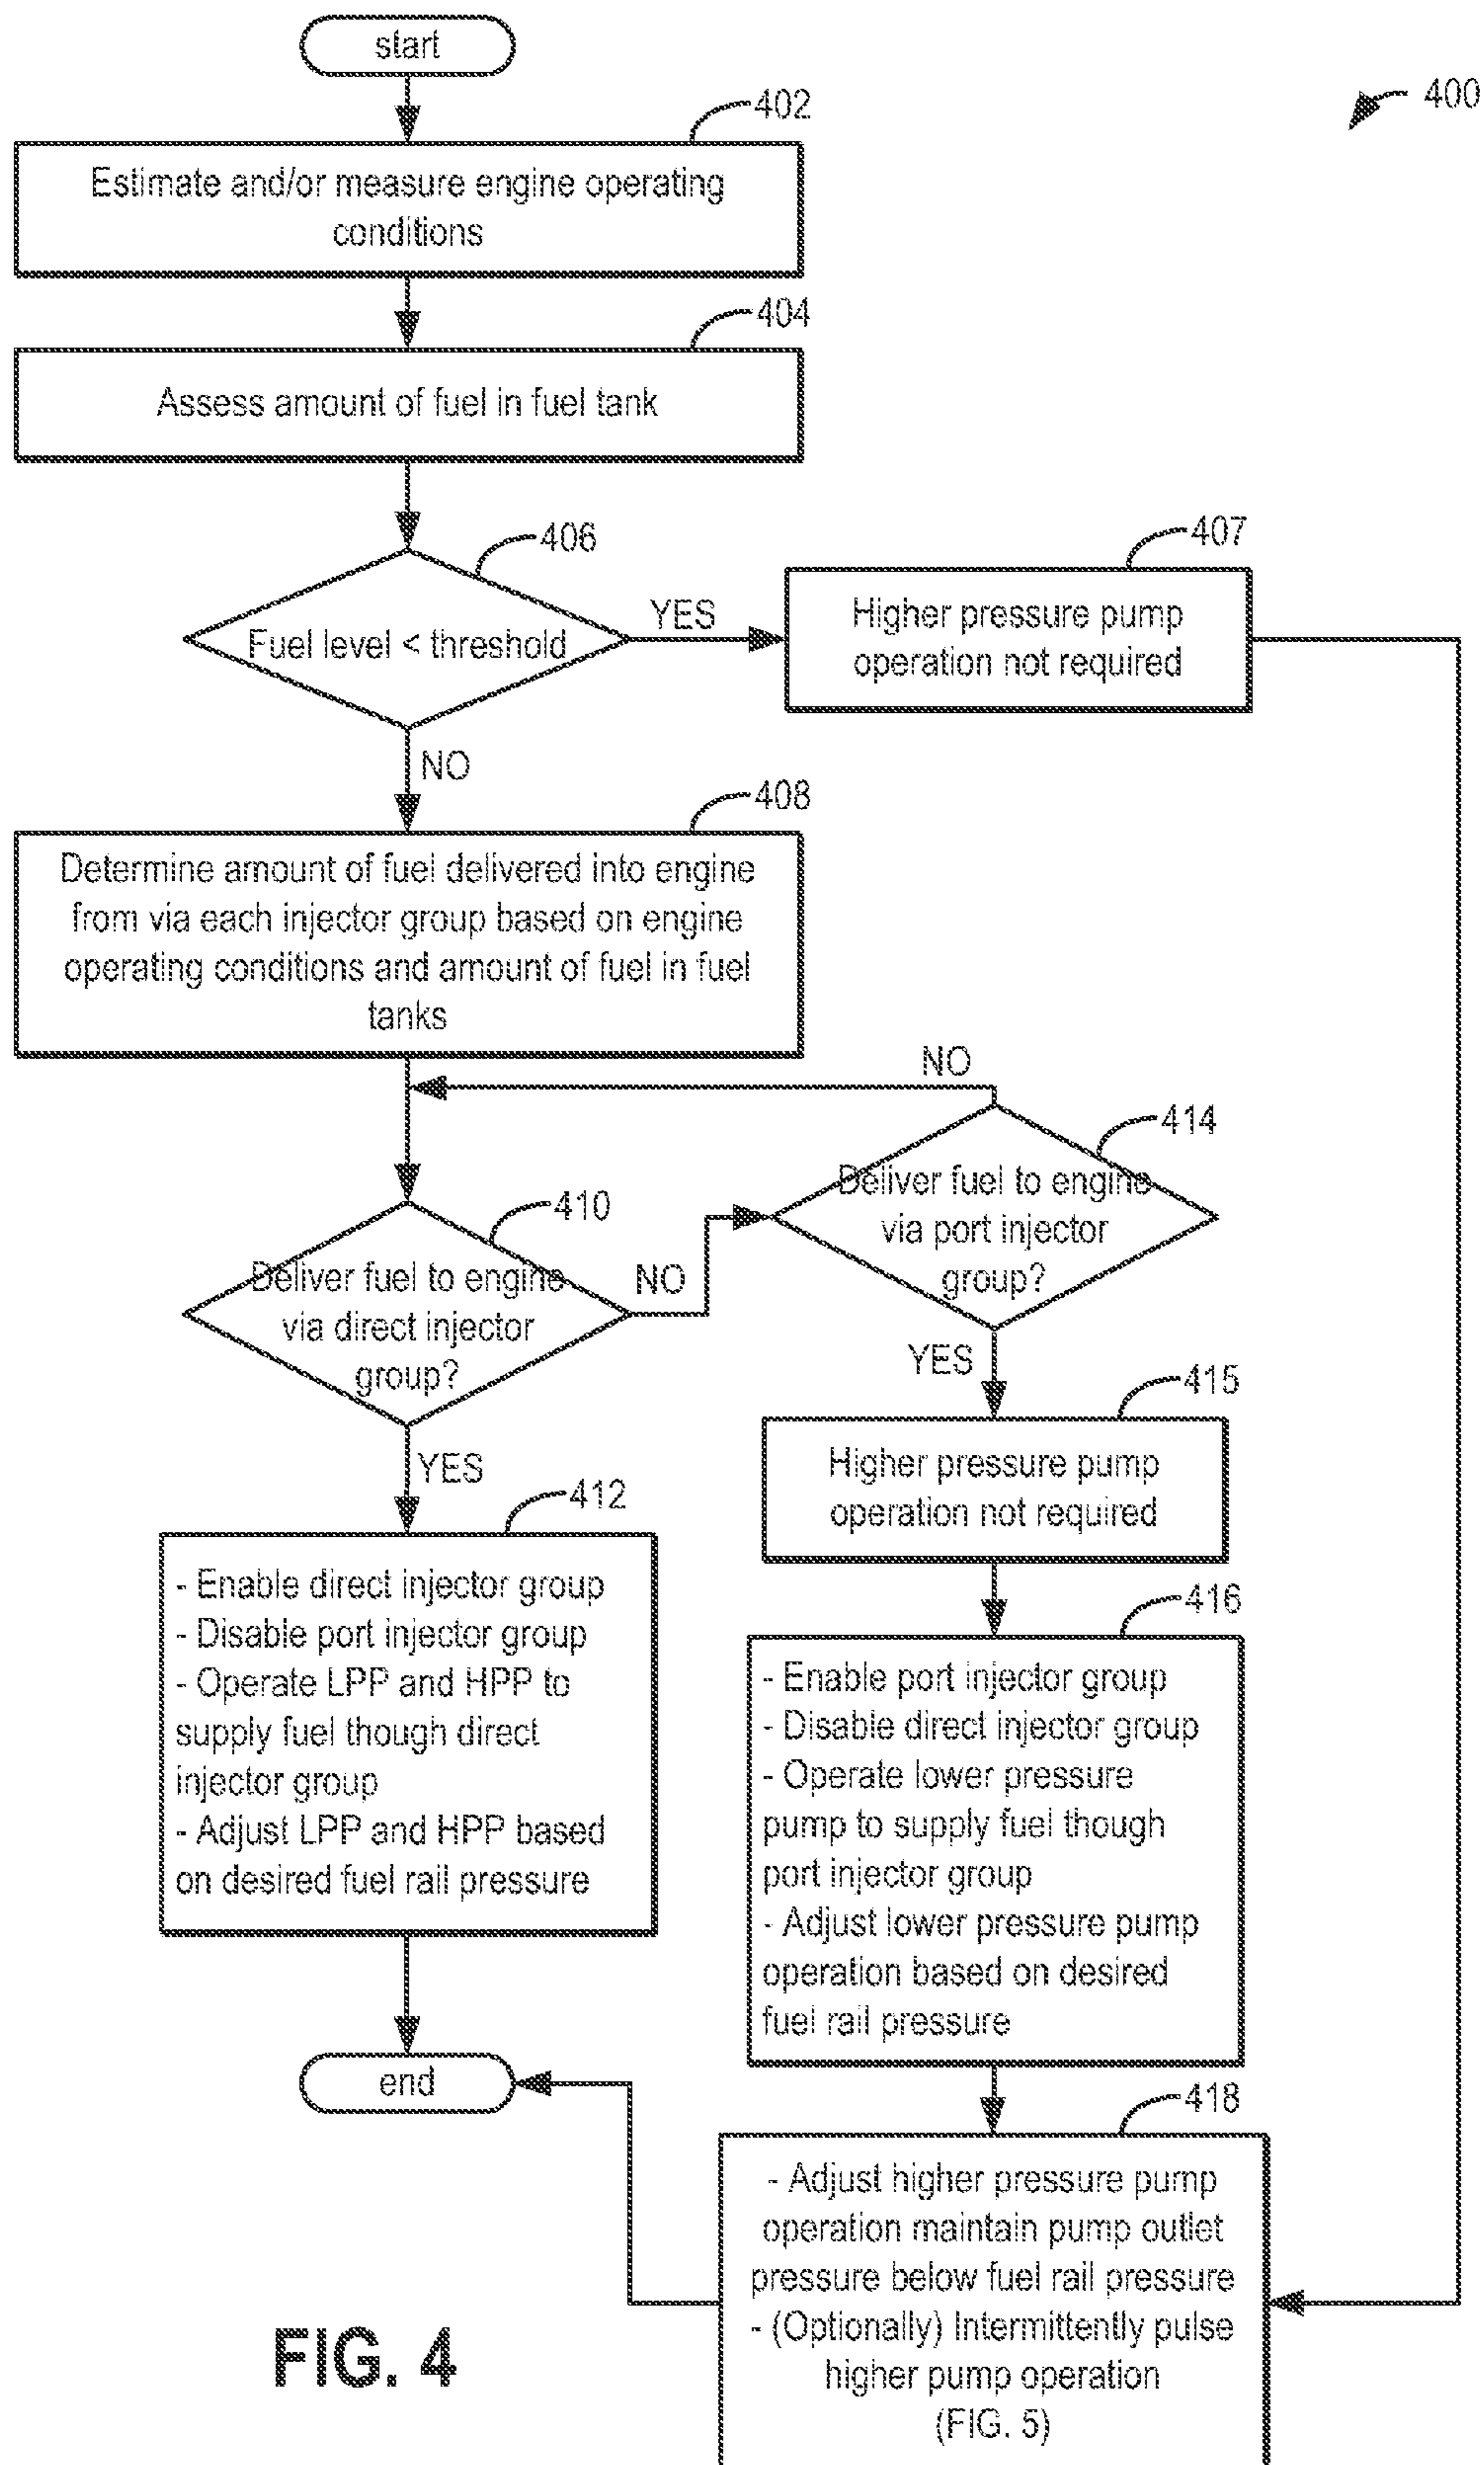 start
400
402
Estimate and/or measure engine operating
conditions
404
Assess amount of fuel in fuel tank
406
Fuel level < threshold
YES
407
Higher pressure pump
operation not required
NO
408
Determine amount of fuel delivered into engine
from via each injector group based on engine
operating conditions and amount of fuel in fuel
tanks
NO
410
Deliver fuel to engine
via direct injector
group?
NO
414
Deliver fuel to engine
via port injector
group?
YES
412
- Enable direct injector group
- Disable port injector group
- Operate LPP and HPP to
supply fuel though direct
injector group
- Adjust LPP and HPP based
on desired fuel rail pressure
YES
415
Higher pressure pump
operation not required
416
- Enable port injector group
- Disable direct injector group
- Operate lower pressure
pump to supply fuel though
port injector group
- Adjust lower pressure pump
operation based on desired
fuel rail pressure
end
418
- Adjust higher pressure pump
operation maintain pump outlet
pressure below fuel rail pressure
- (Optionally) Intermittently pulse
higher pump operation
(FIG. 5)
FIG. 4